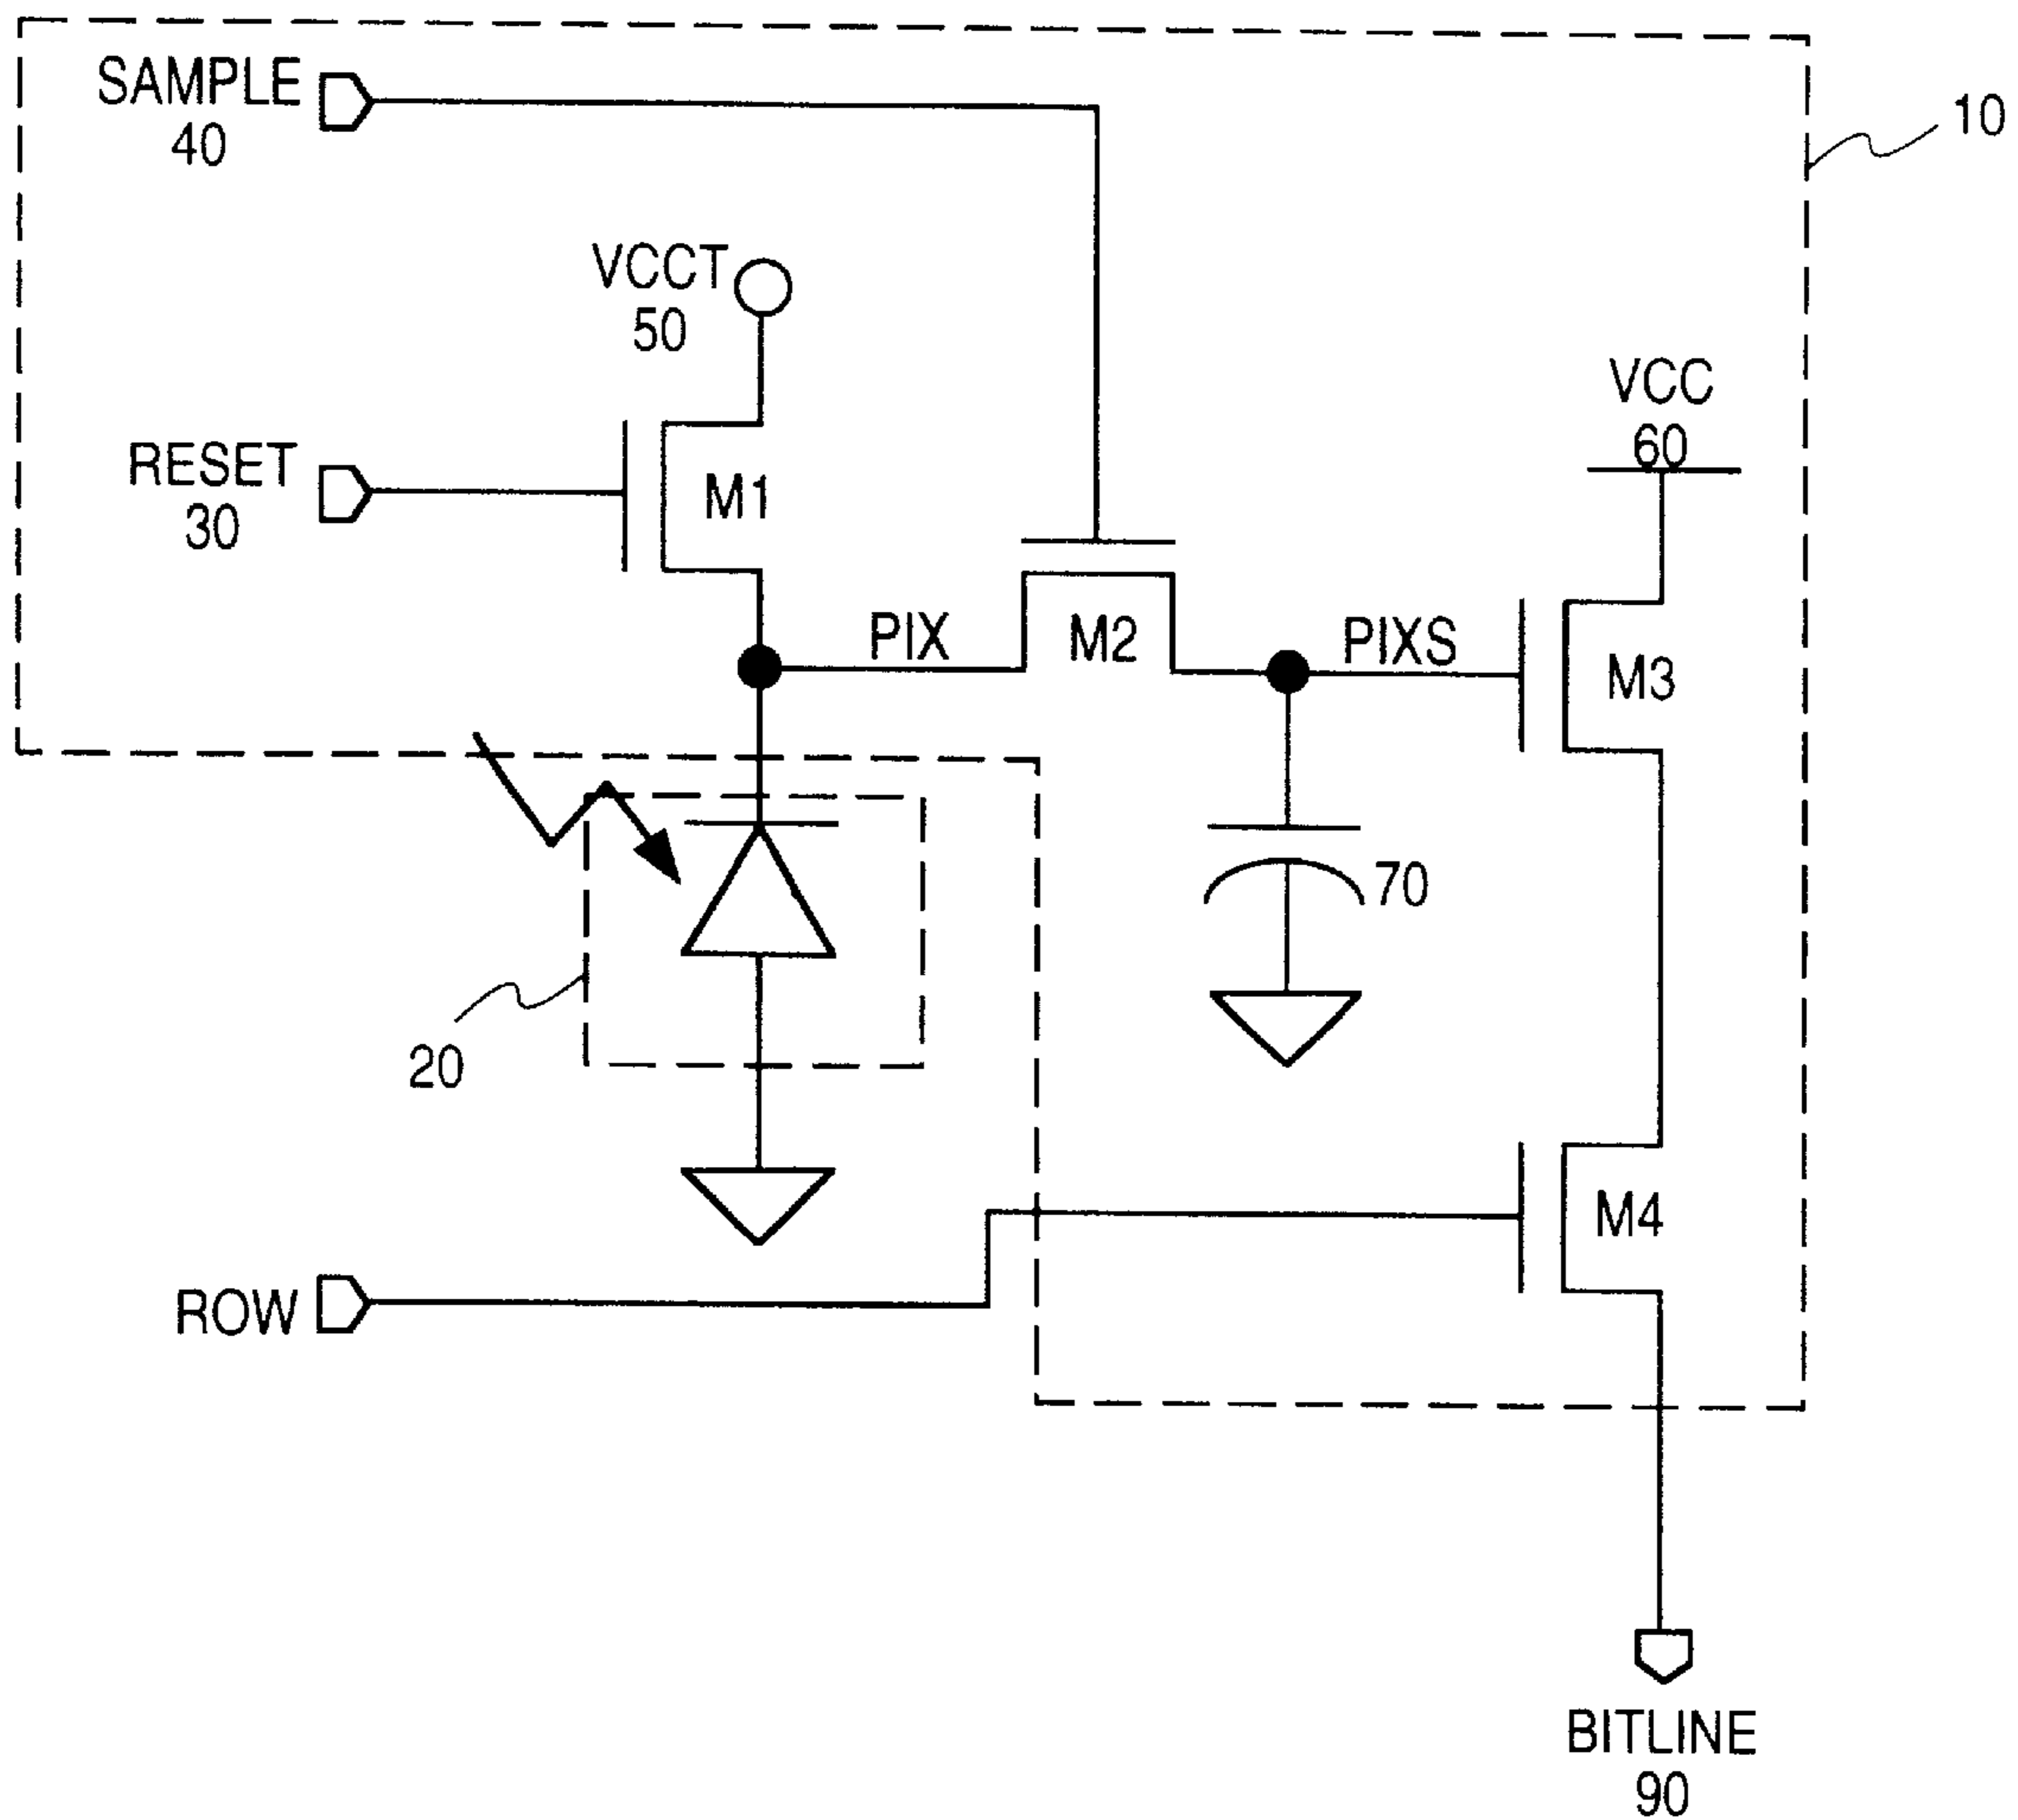 SAMPLE
40
10
VCCT
50
VCC
60
RESET
30
M1
PIX
M2
PIXS
M3
70
20
M4
ROW
BITLINE
90